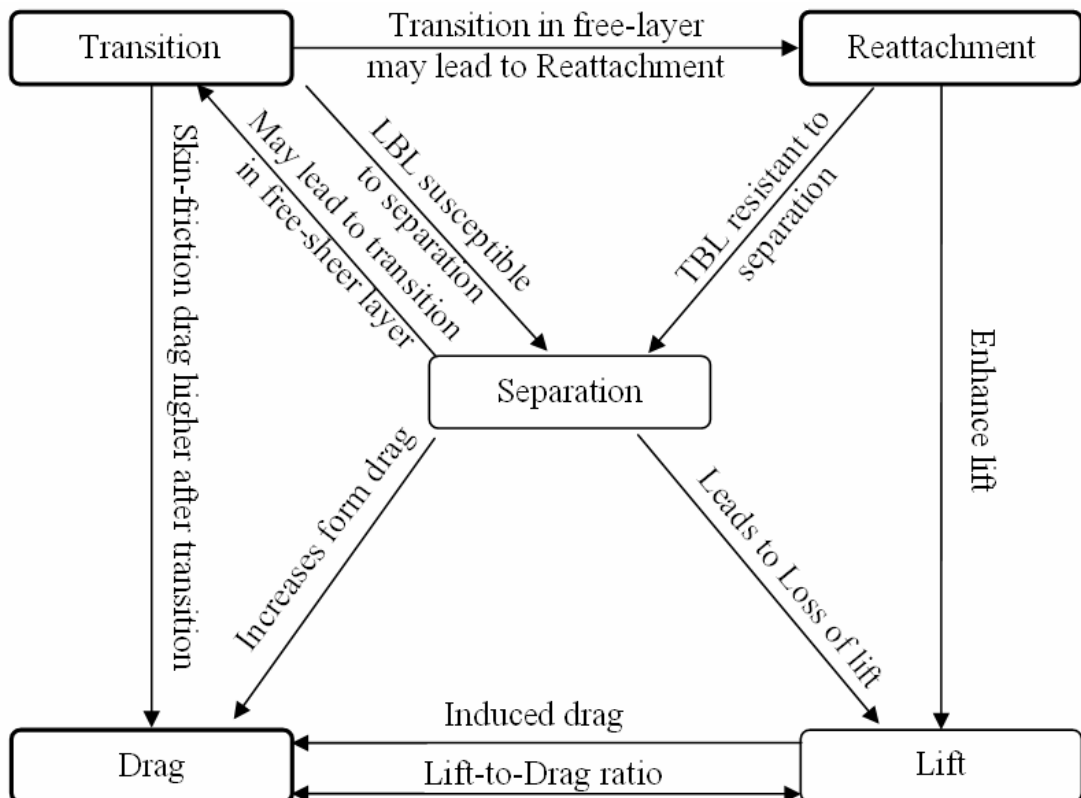 Transition
Transition in free-layer
may lead to Reattachment
Reattachment
Skin-friction drag higher after transition
May lead to transition
in free-sheer layer
LBL susceptible
to separation
TBL resistant to
separation
Enhance lift
Separation
Increases form drag
Leads to Loss of lift
Drag
Induced drag
Lift-to-Drag ratio
Lift